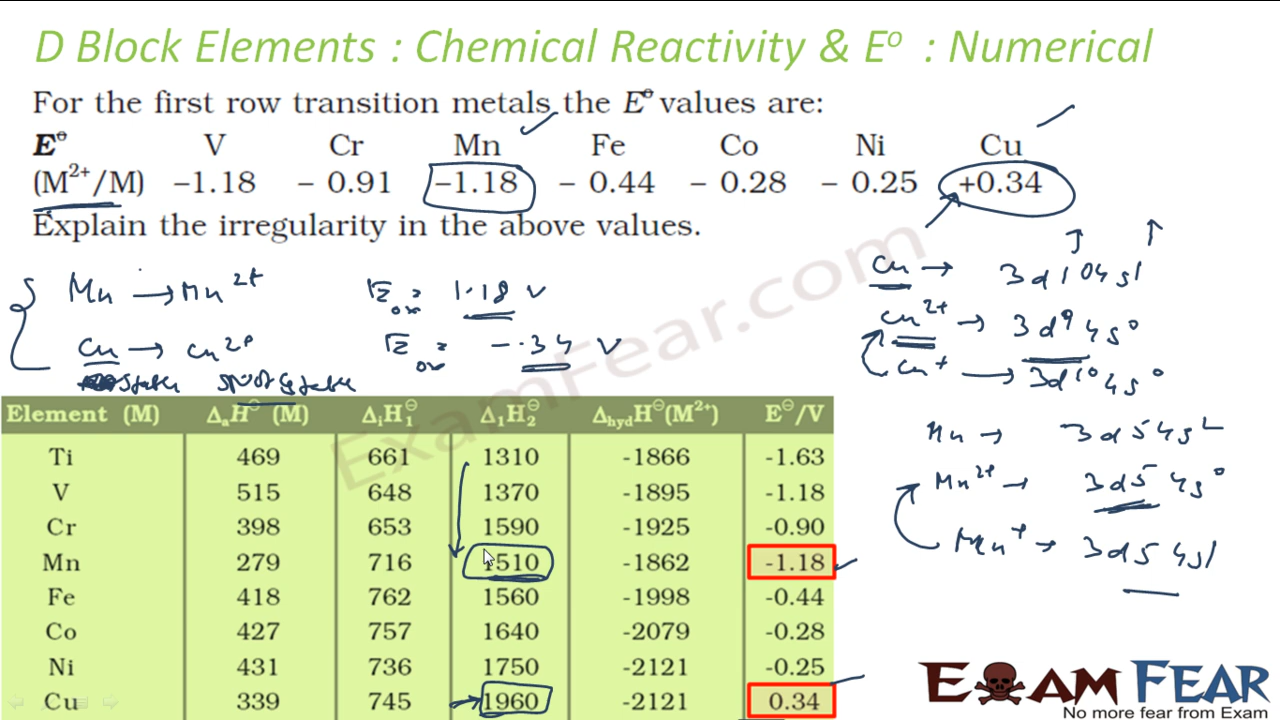 D Block Elements : Chemical Reactivity & Eº : Numerical
For the first row transition metals the E⊖ values are:
E⊖ V Cr Mn Fe Co Ni Cu
(M2+/M) –1.18 – 0.91 –1.18 – 0.44 – 0.28 – 0.25 +0.34
Explain the irregularity in the above values.
Mn → Mn2+ Eox = 1.18 V
Cu → Cu2+ Eox = -.34 V
stable not stable
Cu → 3d10 4s1
Cu2+ → 3d9 4s0
Cu+ → 3d10 4s0
Mn → 3d5 4s2
Mn2+ → 3d5 4s0
Mn+ → 3d5 4s1
Element (M) ΔaH⊖ (M) ΔiH1⊖ Δ1H2⊖ ΔhydH⊖(M2+) E⊖/V
Ti 469 661 1310 -1866 -1.63
V 515 648 1370 -1895 -1.18
Cr 398 653 1590 -1925 -0.90
Mn 279 716 1510 -1862 -1.18
Fe 418 762 1560 -1998 -0.44
Co 427 757 1640 -2079 -0.28
Ni 431 736 1750 -2121 -0.25
Cu 339 745 1960 -2121 0.34
ExamFear.com
EXAM FEAR
No more fear from Exam